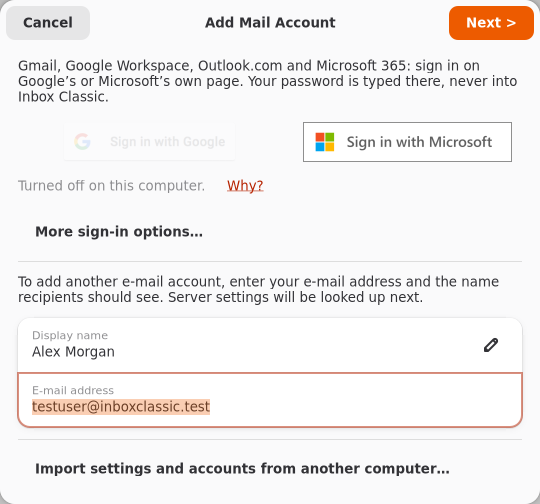 Cancel
Add Mail Account
Next >
Gmail, Google Workspace, Outlook.com and Microsoft 365: sign in on
Google’s or Microsoft’s own page. Your password is typed there, never into
Inbox Classic.
Sign in with Google
Sign in with Microsoft
Turned off on this computer.
Why?
More sign-in options…
To add another e-mail account, enter your e-mail address and the name
recipients should see. Server settings will be looked up next.
Display name
Alex Morgan
E-mail address
testuser@inboxclassic.test
Import settings and accounts from another computer…